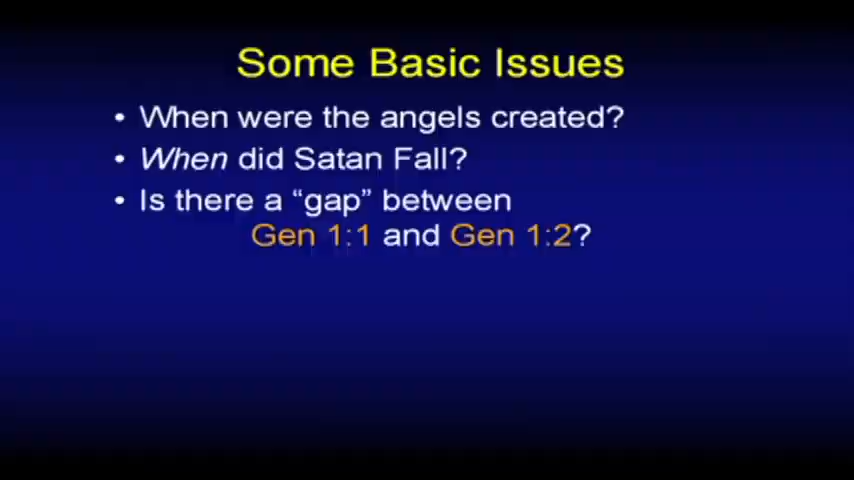 Some Basic Issues
• When were the angels created?
• When did Satan Fall?
• Is there a “gap” between
Gen 1:1 and Gen 1:2?